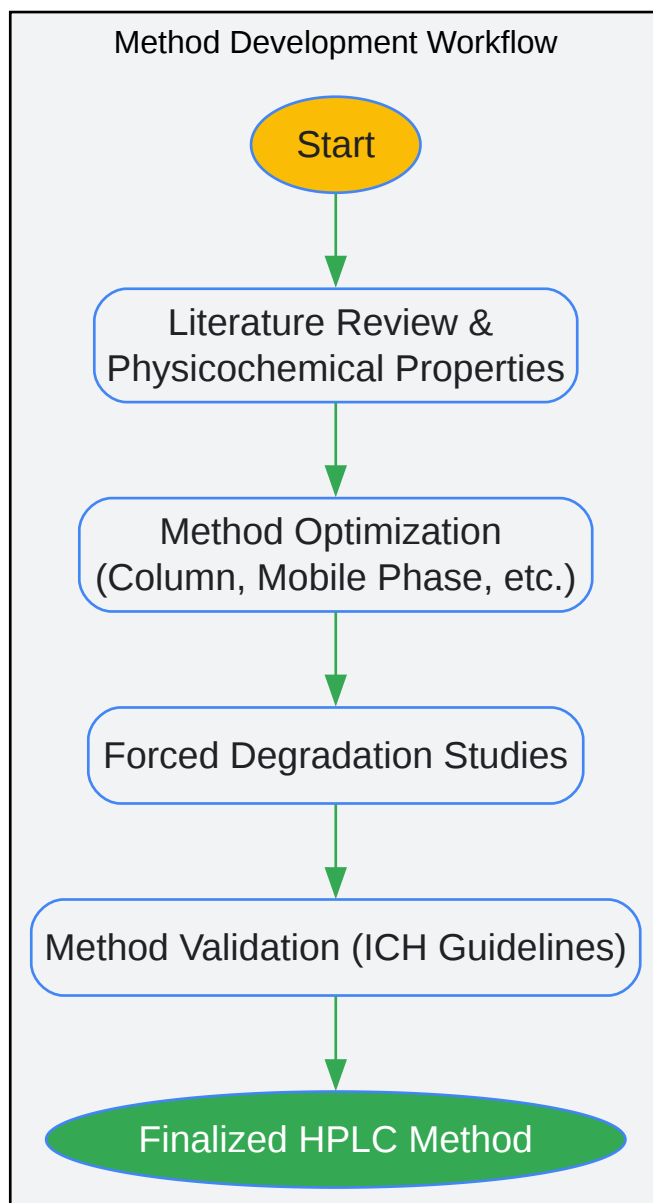 Method Development Workflow
Start
Literature Review &
Physicochemical Properties
Method Optimization
(Column, Mobile Phase, etc.)
Forced Degradation Studies
Method Validation (ICH Guidelines)
Finalized HPLC Method